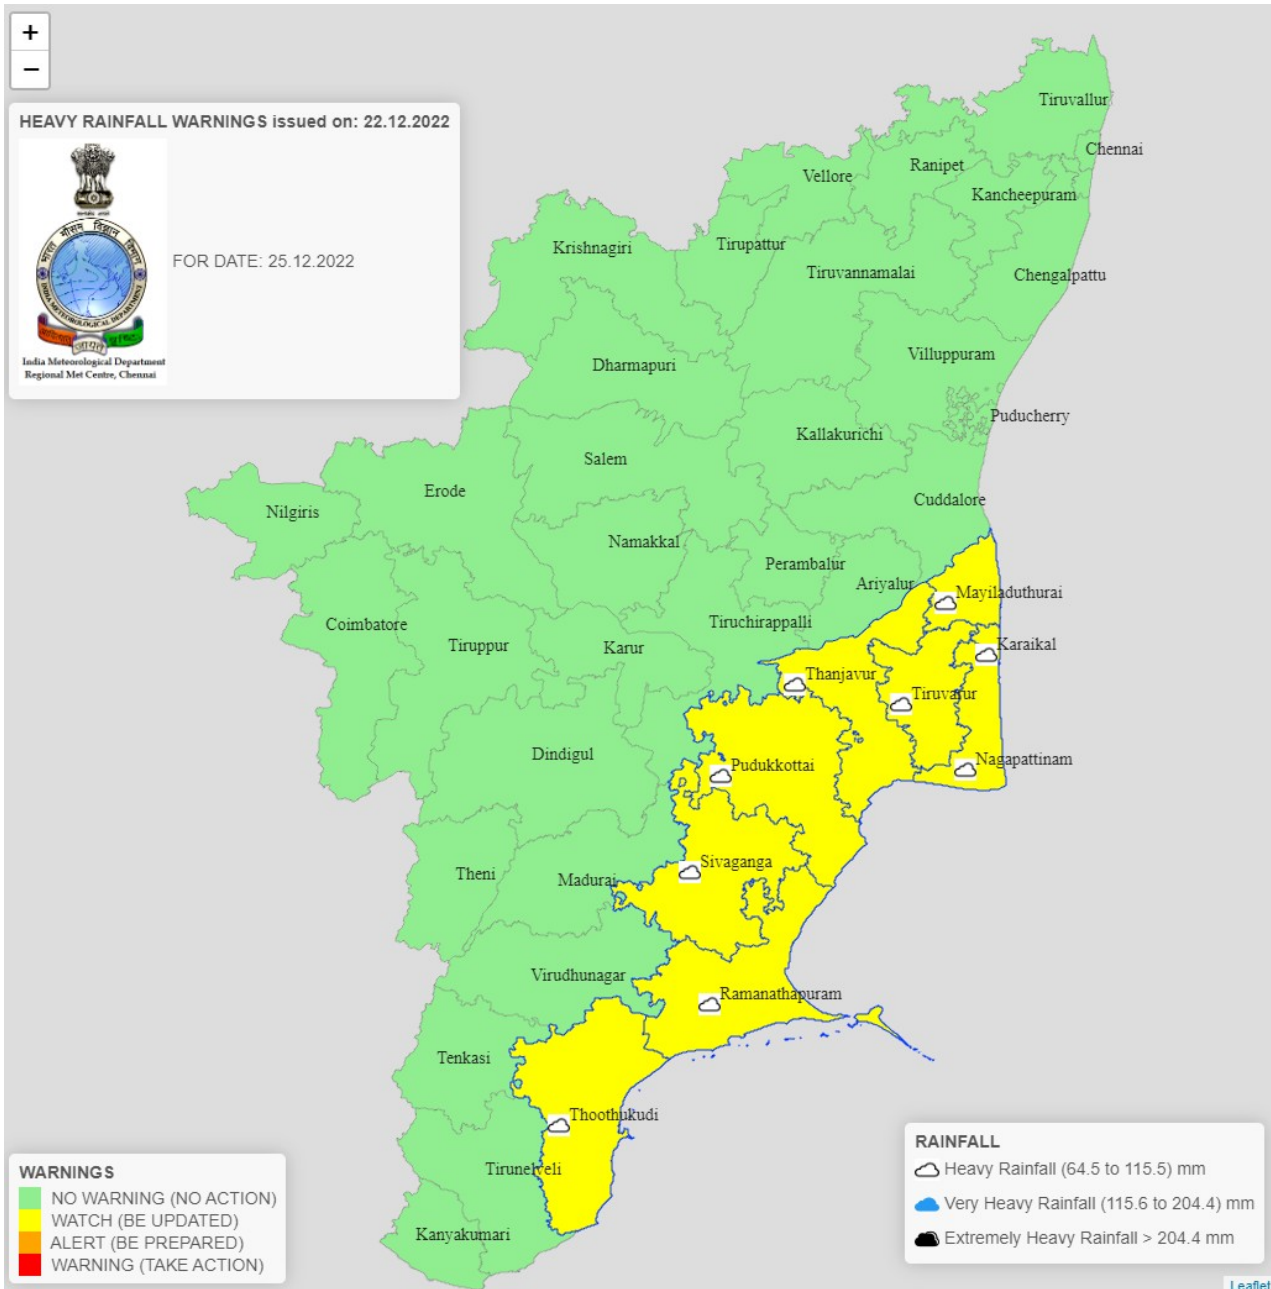 +
−
HEAVY RAINFALL WARNINGS issued on: 22.12.2022
भारत मौसम विज्ञान विभाग
INDIA METEOROLOGICAL DEPARTMENT
India Meteorological Department
Regional Met Centre, Chennai
FOR DATE: 25.12.2022
Tiruvallur
Chennai
Ranipet
Vellore
Kancheepuram
Krishnagiri
Tirupattur
Tiruvannamalai
Chengalpattu
Villuppuram
Dharmapuri
Puducherry
Kallakurichi
Salem
Erode
Cuddalore
Nilgiris
Namakkal
Perambalur
Ariyalur
Mayiladuthurai
Coimbatore
Tiruchirappalli
Tiruppur
Karur
Karaikal
Thanjavur
Tiruvarur
Dindigul
Pudukkottai
Nagapattinam
Sivaganga
Theni
Madurai
Virudhunagar
Ramanathapuram
Tenkasi
Thoothukudi
Tirunelveli
Kanyakumari
WARNINGS
NO WARNING (NO ACTION)
WATCH (BE UPDATED)
ALERT (BE PREPARED)
WARNING (TAKE ACTION)
RAINFALL
Heavy Rainfall (64.5 to 115.5) mm
Very Heavy Rainfall (115.6 to 204.4) mm
Extremely Heavy Rainfall > 204.4 mm
Leaflet